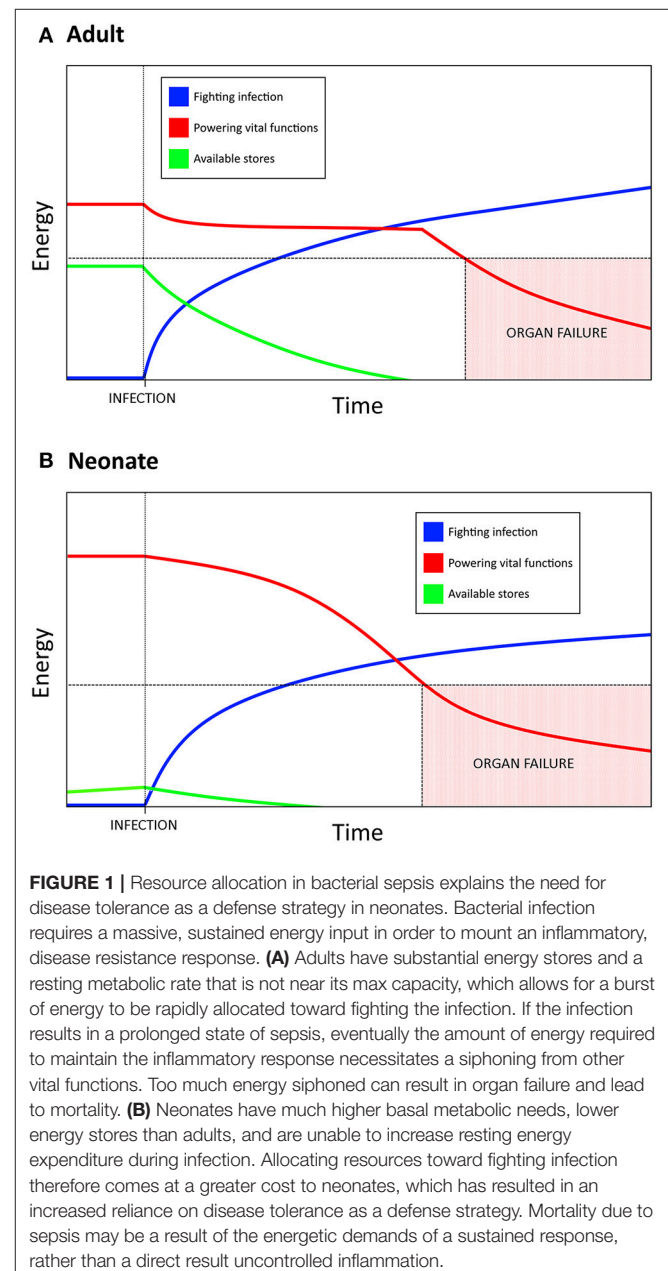 A Adult
Fighting infection
Powering vital functions
Available stores
Energy
ORGAN FAILURE
INFECTION
Time
B Neonate
Fighting infection
Powering vital functions
Available stores
Energy
ORGAN FAILURE
INFECTION
Time
FIGURE 1 | Resource allocation in bacterial sepsis explains the need for
disease tolerance as a defense strategy in neonates. Bacterial infection
requires a massive, sustained energy input in order to mount an inflammatory,
disease resistance response. (A) Adults have substantial energy stores and a
resting metabolic rate that is not near its max capacity, which allows for a burst
of energy to be rapidly allocated toward fighting the infection. If the infection
results in a prolonged state of sepsis, eventually the amount of energy required
to maintain the inflammatory response necessitates a siphoning from other
vital functions. Too much energy siphoned can result in organ failure and lead
to mortality. (B) Neonates have much higher basal metabolic needs, lower
energy stores than adults, and are unable to increase resting energy
expenditure during infection. Allocating resources toward fighting infection
therefore comes at a greater cost to neonates, which has resulted in an
increased reliance on disease tolerance as a defense strategy. Mortality due to
sepsis may be a result of the energetic demands of a sustained response,
rather than a direct result uncontrolled inflammation.